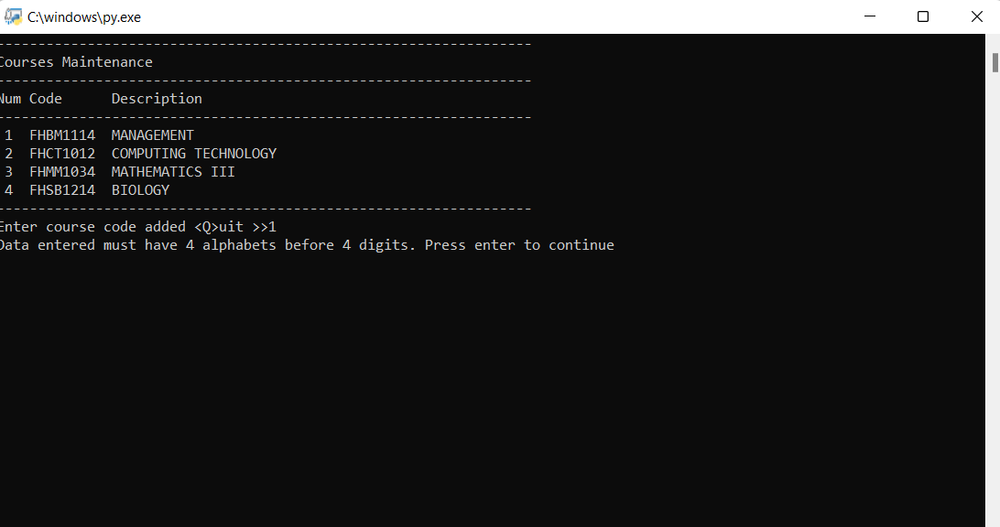 C:\windows\py.exe
-----------------------------------------------------------------
Courses Maintenance
-----------------------------------------------------------------
Num Code      Description
-----------------------------------------------------------------
 1  FHBM1114  MANAGEMENT
 2  FHCT1012  COMPUTING TECHNOLOGY
 3  FHMM1034  MATHEMATICS III
 4  FHSB1214  BIOLOGY
-----------------------------------------------------------------
Enter course code added <Q>uit >>1
Data entered must have 4 alphabets before 4 digits. Press enter to continue